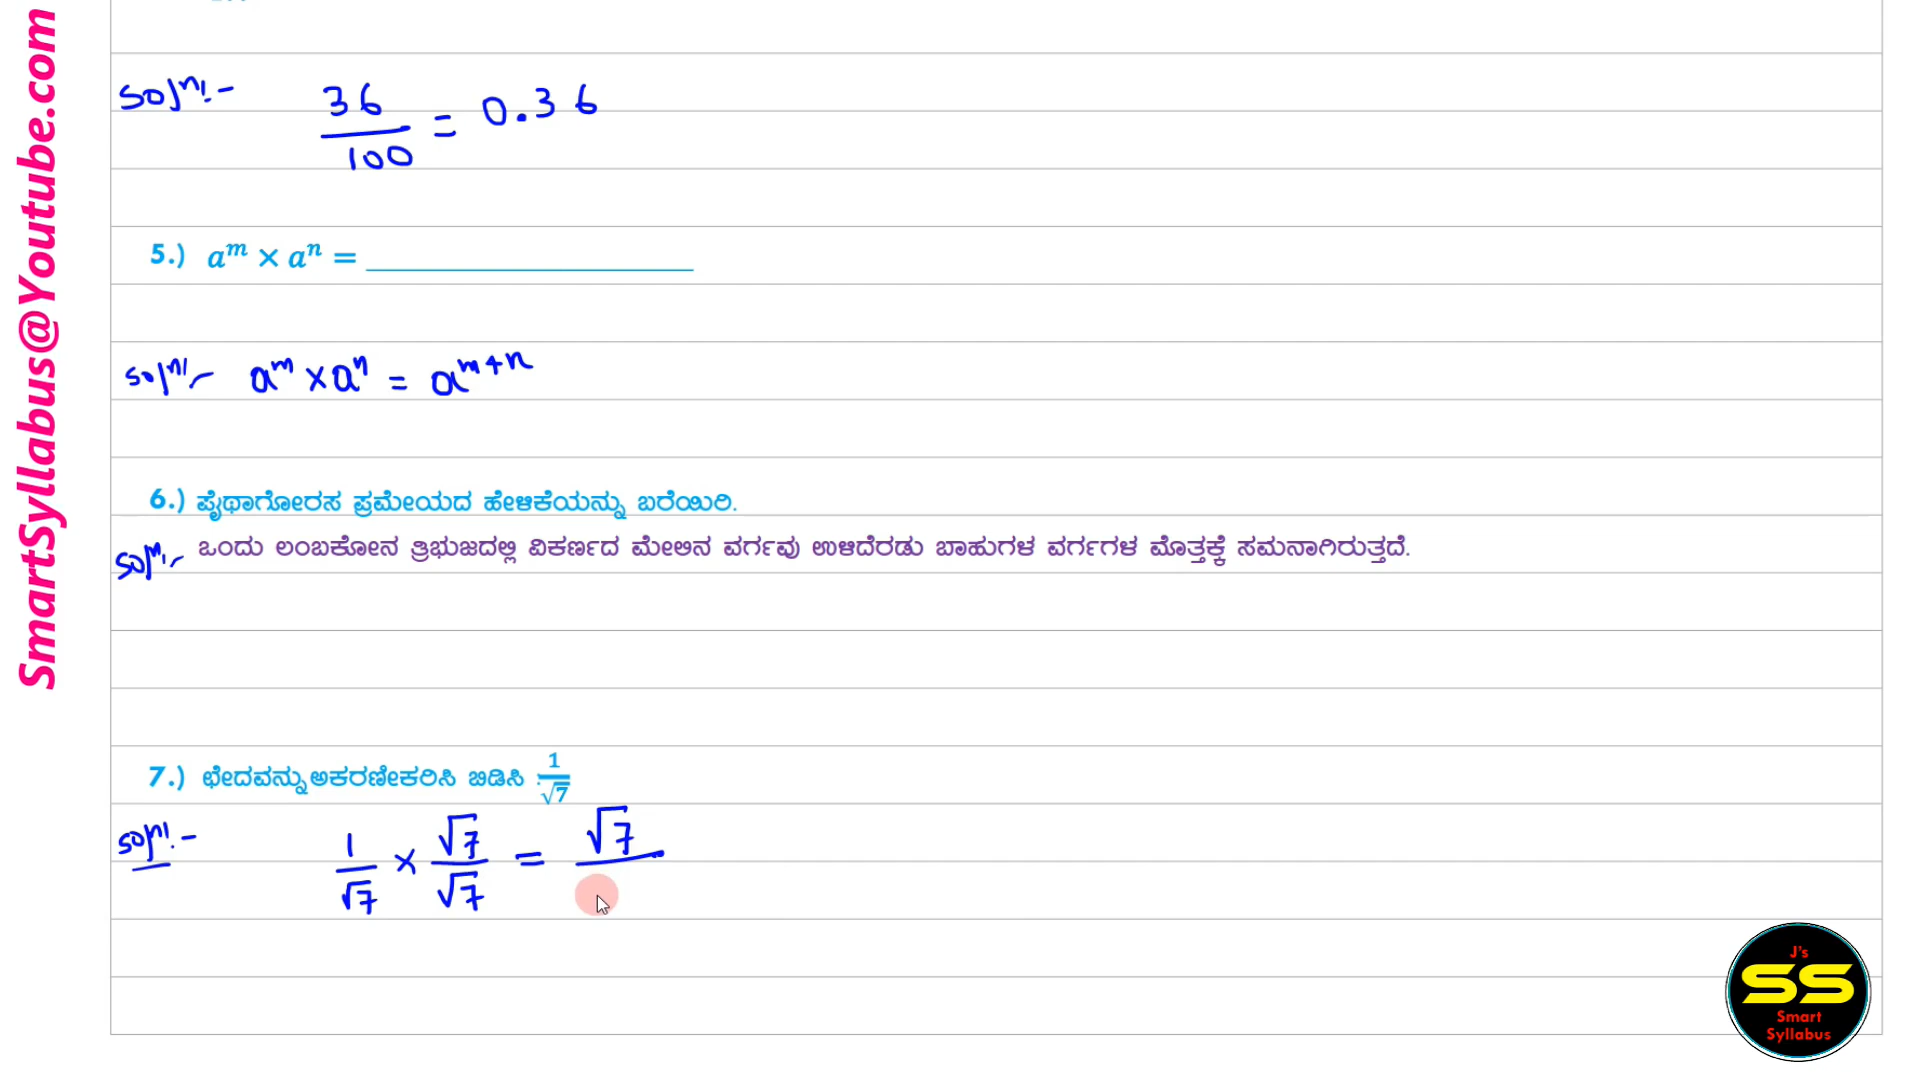 SmartSyllabus@Youtube.com
Solⁿ!- 36/100 = 0.36
5.) aᵐ × aⁿ = ____________________
Solⁿ!- aᵐ × aⁿ = aᵐ⁺ⁿ
6.) ಪೈಥಾಗೋರಸ ಪ್ರಮೇಯದ ಹೇಳಿಕೆಯನ್ನು ಬರೆಯಿರಿ.
Solⁿ!- ಒಂದು ಲಂಬಕೋನ ತ್ರಿಭುಜದಲ್ಲಿ ವಿಕರ್ಣದ ಮೇಲಿನ ವರ್ಗವು ಉಳಿದೆರಡು ಬಾಹುಗಳ ವರ್ಗಗಳ ಮೊತ್ತಕ್ಕೆ ಸಮನಾಗಿರುತ್ತದೆ.
7.) ಛೇದವನ್ನು ಅಕರಣೀಕರಿಸಿ ಬಿಡಿಸಿ 1/√7
Solⁿ!- 1/√7 × √7/√7 = √7/
J's
SS
Smart
Syllabus